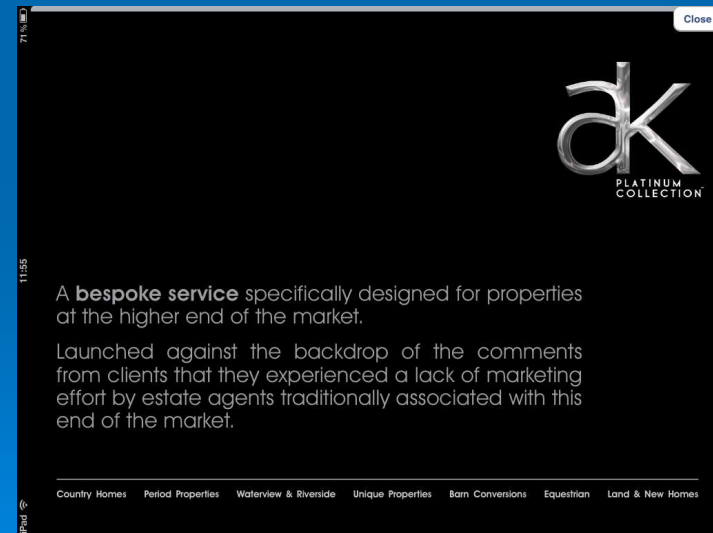 71 %
Close
ak
PLATINUM
COLLECTION™
11:55
A bespoke service specifically designed for properties
at the higher end of the market.
Launched against the backdrop of the comments
from clients that they experienced a lack of marketing
effort by estate agents traditionally associated with this
end of the market.
Country Homes Period Properties Waterview & Riverside Unique Properties Barn Conversions Equestrian Land & New Homes
iPad